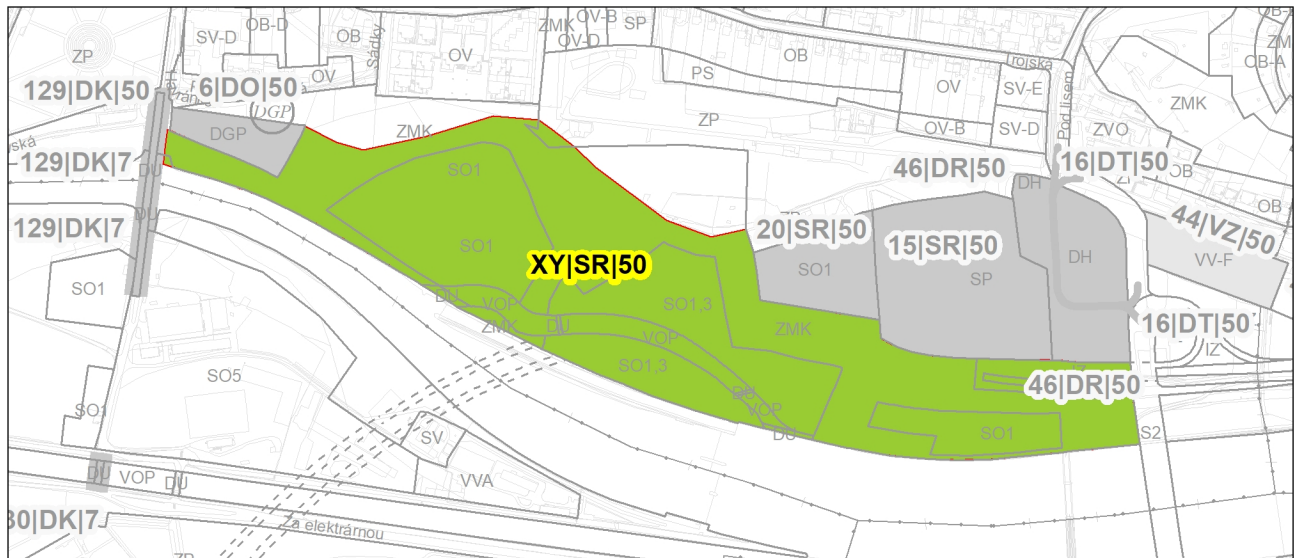 OB-D
SV-D
OB
OV
Sádky
OV
ZMK
OV-B
OV-D
SP
ZP
129|DK|50
6|DO|50
DGP
DGP
ZMK
PS
OB
ZP
OV
OV-B
SV-E
SV-D
Trojská
Pod lisem
ZMK
OB-A
ZVO
OB
OB
129|DK|7
DU
DU
129|DK|7
SO1
SO1
SO1
XY|SR|50
46|DR|50
DH
16|DT|50
44|VZ|50
VV-F
20|SR|50
SO1
15|SR|50
SP
DH
16|DT|50
IZ
DU
VOP
ZMK
DU
SO1,3
VOP
SO1,3
ZMK
DU
VOP
DU
46|DR|50
SO1
S2
SO5
SO1
SV
VVA
DU
VOP
DU
30|DK|7
Za elektrárnou
ZP